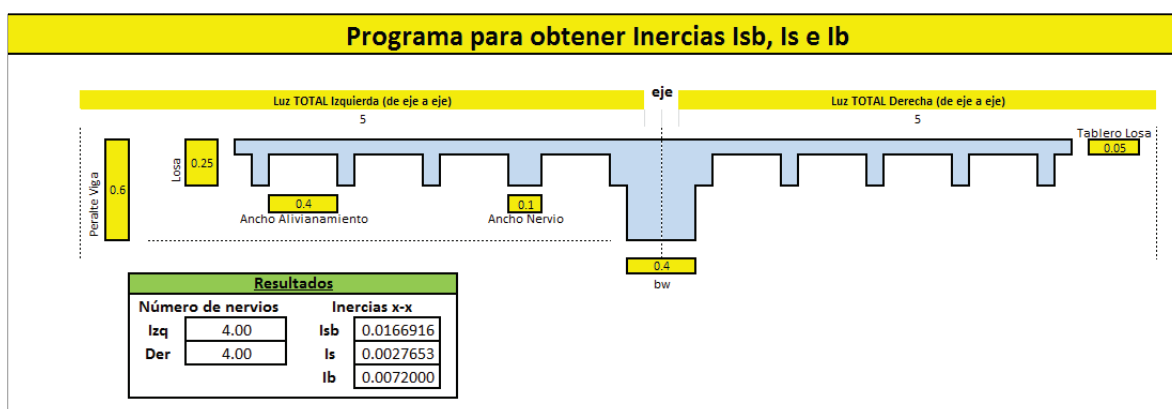 Programa para obtener Inercias Isb, Is e Ib
eje
Luz TOTAL Izquierda (de eje a eje)
Luz TOTAL Derecha (de eje a eje)
5
5
Tablero Losa
0.05
Peralte Viga
0.6
Losa
0.25
0.4
0.1
Ancho Alivianamiento
Ancho Nervio
0.4
bw
Resultados
Número de nervios
Inercias x-x
Izq 4.00 Isb 0.0166916
Der 4.00 Is 0.0027653
Ib 0.0072000